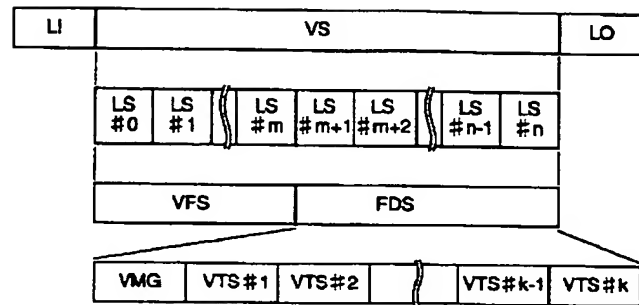 LI VS LO
LS #0 LS #1 LS #m LS #m+1 LS #m+2 LS #n-1 LS #n
VFS FDS
VMG VTS#1 VTS#2 VTS#k-1 VTS#k